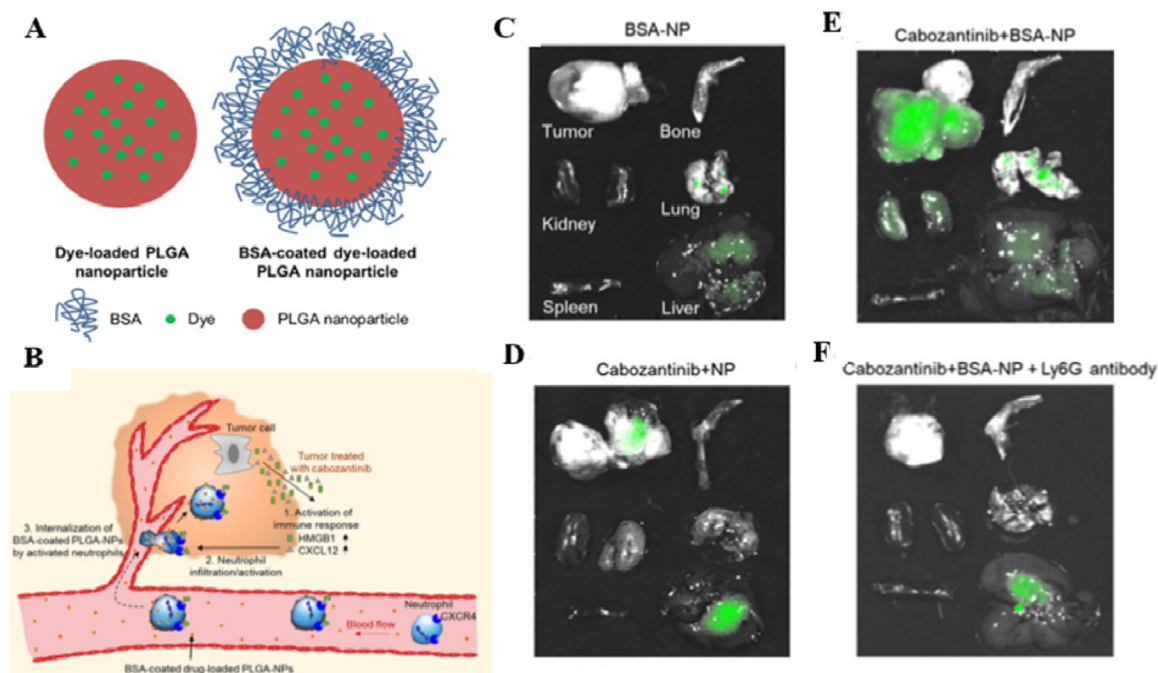 A
Dye-loaded PLGA
nanoparticle
BSA-coated dye-loaded
PLGA nanoparticle
BSA
Dye
PLGA nanoparticle
B
Tumor cell
Tumor treated
with cabozantinib
1. Activation of
immune response
HMGB1
CXCL12
2. Neutrophil
infiltration/activation
3. Internalization of
BSA-coated PLGA-NPs
by activated neutrophils
Neutrophil
CXCR4
Blood flow
BSA-coated drug-loaded PLGA-NPs
C
BSA-NP
Tumor
Bone
Kidney
Lung
Spleen
Liver
D
Cabozantinib+NP
E
Cabozantinib+BSA-NP
F
Cabozantinib+BSA-NP + Ly6G antibody